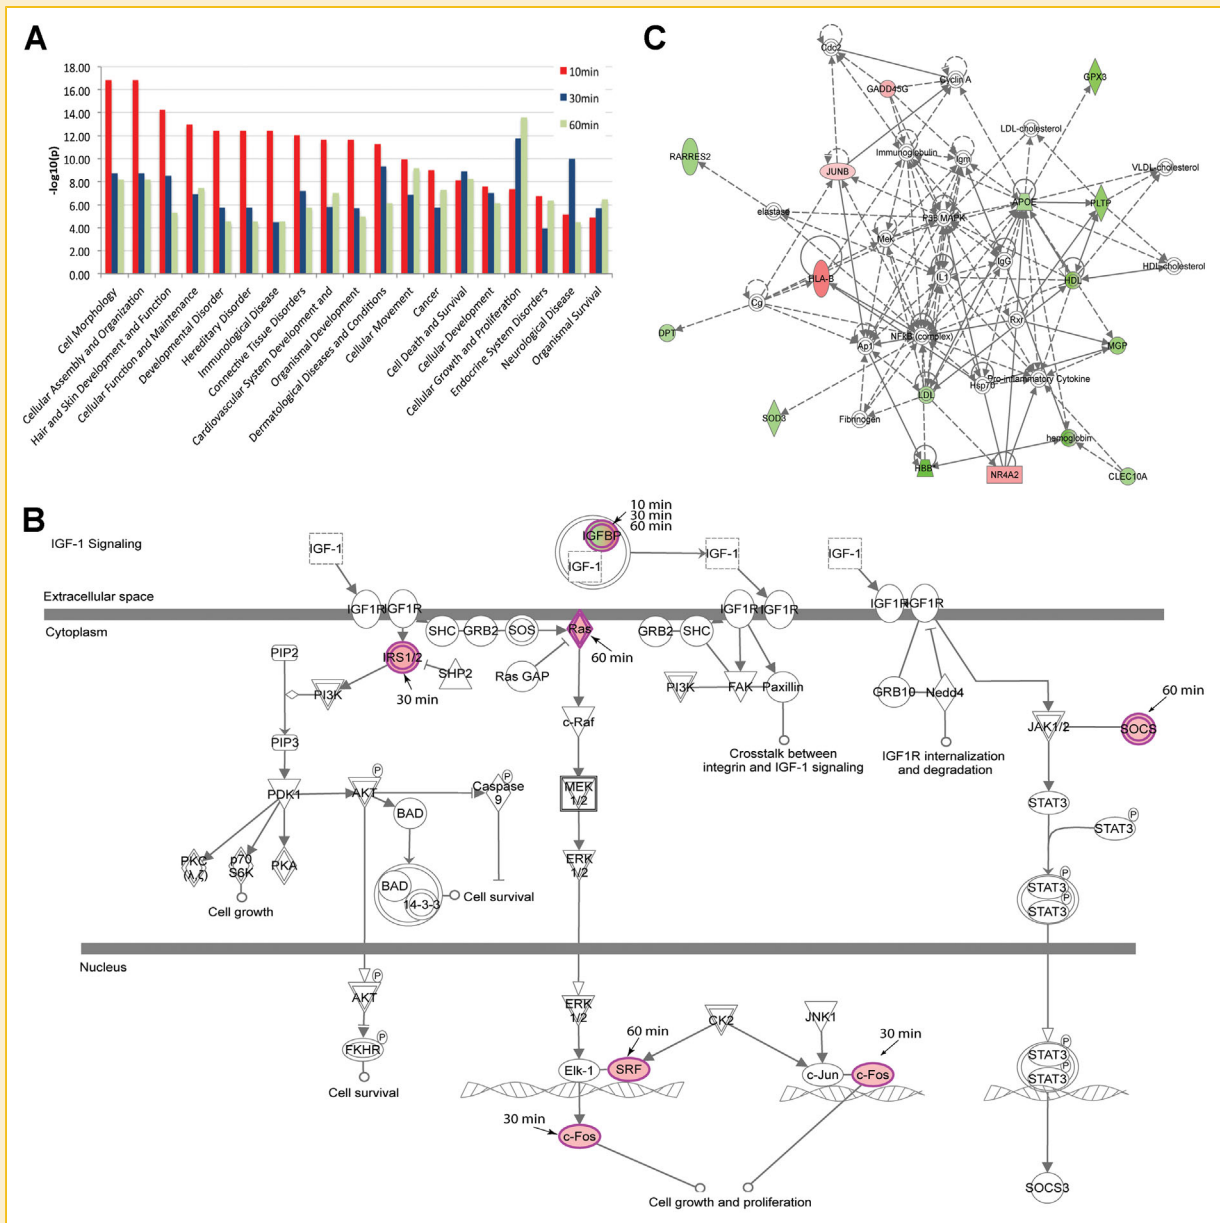 A
18.00
16.00
14.00
12.00
10.00
8.00
6.00
4.00
2.00
0.00
-log10(p)
10min
30min
60min
Cell Morphology
Cellular Assembly and Organization
Hair and Skin Development and Function
Cellular Function and Maintenance
Developmental Disorder
Hereditary Disorder
Immunological Disease
Connective Tissue Disorders
Cardiovascular System Development and
Organismal Development
Dermatological Diseases and Conditions
Cellular Movement
Cancer
Cell Death and Survival
Cellular Development
Cellular Growth and Proliferation
Endocrine System Disorders
Neurological Disease
Organismal Survival
C
Cdc2
GADD45G
Cyclin A
GPX3
RARRES2
JUNB
Immunoglobulin
Igm
LDL-cholesterol
VLDL-cholesterol
elastase
P38 MAPK
APOE
PLTP
Mek
IgG
HLA-B
IL1
HDL
HDL-cholesterol
Cg
Rxr
DPT
Ap1
NFkB (complex)
MGP
Hsp70
Pro-inflammatory Cytokine
LDL
SOD3
Fibrinogen
hemoglobin
HBB
NR4A2
CLEC10A
B
IGF-1 Signaling
10 min
30 min
60 min
IGFBP
IGF-1
IGF-1
IGF-1
IGF-1
Extracellular space
IGF1R
IGF1R
IGF1R
IGF1R
IGF1R
IGF1R
Cytoplasm
SHC
GRB2
SOS
Ras
60 min
GRB2
SHC
PIP2
IRS1/2
30 min
SHP2
Ras GAP
PI3K
PI3K
FAK
Paxillin
GRB10
Nedd4
60 min
SOCS
c-Raf
JAK1/2
PIP3
Crosstalk between
integrin and IGF-1 signaling
IGF1R internalization
and degradation
PDK1
AKT
P
Caspase
9
P
MEK
1/2
BAD
STAT3
STAT3
P
PKC
(λ,ζ)
p70
S6K
PKA
ERK
1/2
BAD
14-3-3
Cell survival
Cell growth
STAT3
P
STAT3
P
Nucleus
AKT
P
ERK
1/2
CK2
JNK1
FKHR
P
60 min
30 min
Elk-1
SRF
c-Jun
c-Fos
STAT3
P
STAT3
P
Cell survival
30 min
c-Fos
Cell growth and proliferation
SOCS3